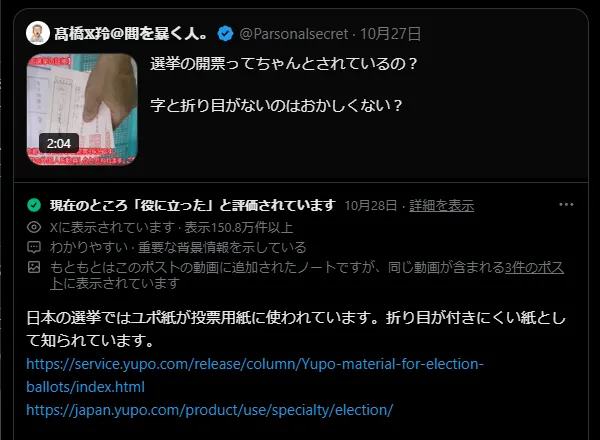 髙橋𝕏羚@闇を暴く人。 @Parsonalsecret · 10月27日
選挙の開票ってちゃんとされているの？
字と折り目がないのはおかしくない？
2:04
現在のところ「役に立った」と評価されています 10月28日 · 詳細を表示
Xに表示されています · 表示150.8万件以上
わかりやすい · 重要な背景情報を示している
もともとはこのポストの動画に追加されたノートですが、同じ動画が含まれる3件のポス
トに表示されています
日本の選挙ではユポ紙が投票用紙に使われています。折り目が付きにくい紙とし
て知られています。
https://service.yupo.com/release/column/Yupo-material-for-election-
ballots/index.html
https://japan.yupo.com/product/use/specialty/election/